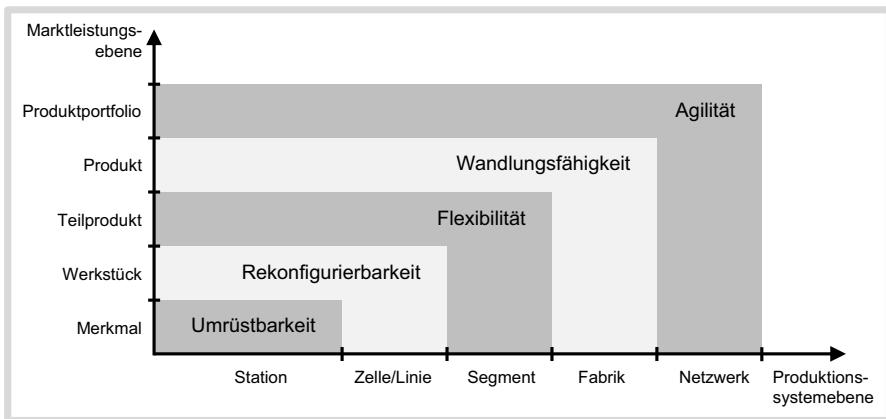 Marktleistungs-
ebene
Produktportfolio
Agilität
Produkt
Wandlungsfähigkeit
Teilprodukt
Flexibilität
Werkstück
Rekonfigurierbarkeit
Merkmal
Umrüstbarkeit
Station
Zelle/Linie
Segment
Fabrik
Netzwerk
Produktions-
systemebene